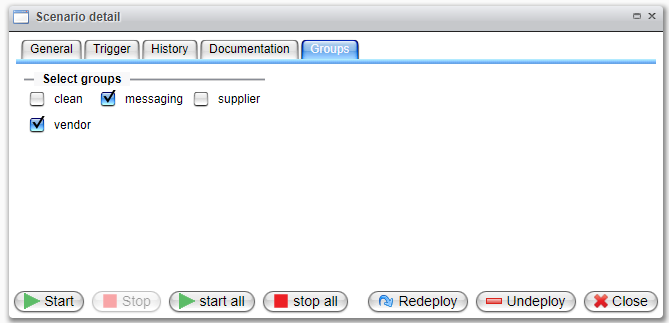 Scenario detail
General Trigger History Documentation Groups
Select groups
clean messaging supplier
vendor
Start Stop start all stop all Redeploy Undeploy Close